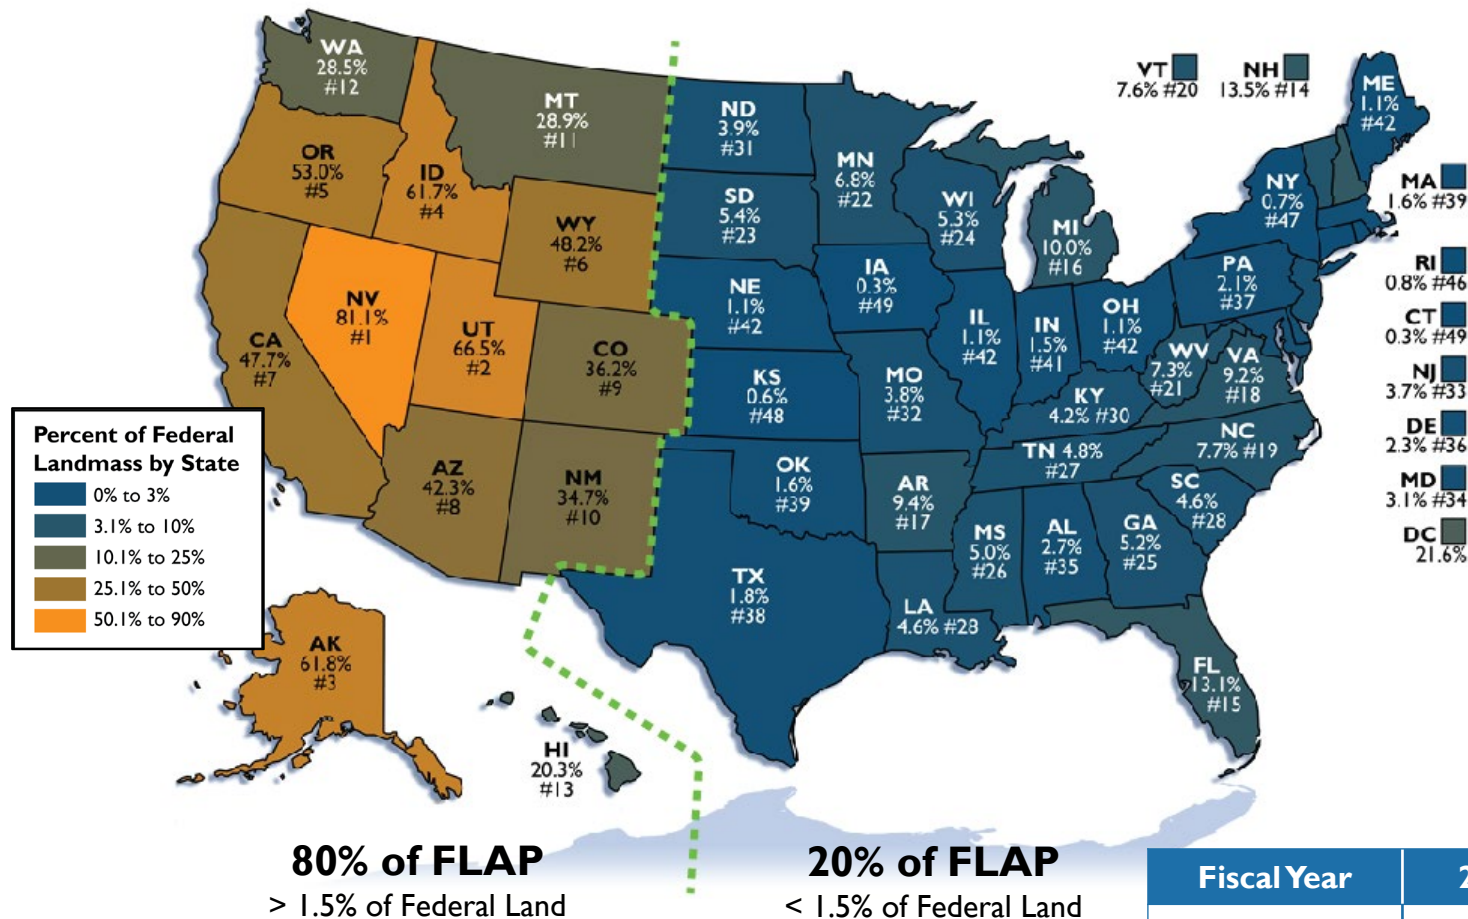 WA
28.5%
#12
MT
28.9%
#11
OR
53.0%
#5
ID
61.7%
#4
WY
48.2%
#6
NV
81.1%
#1
UT
66.5%
#2
CA
47.7%
#7
CO
36.2%
#9
AZ
42.3%
#8
NM
34.7%
#10
AK
61.8%
#3
HI
20.3%
#13
ND
3.9%
#31
SD
5.4%
#23
NE
1.1%
#42
KS
0.6%
#48
OK
1.6%
#39
TX
1.8%
#38
MN
6.8%
#22
IA
0.3%
#49
MO
3.8%
#32
AR
9.4%
#17
LA
4.6% #28
WI
5.3%
#24
IL
1.1%
#42
MI
10.0%
#16
IN
1.5%
#41
OH
1.1%
#42
KY
4.2% #30
TN 4.8%
#27
MS
5.0%
#26
AL
2.7%
#35
GA
5.2%
#25
FL
13.1%
#15
SC
4.6%
#28
NC
7.7% #19
WV
7.3%
#21
VA
9.2%
#18
PA
2.1%
#37
NY
0.7%
#47
ME
1.1%
#42
VT
7.6% #20
NH
13.5% #14
MA
1.6% #39
RI
0.8% #46
CT
0.3% #49
NJ
3.7% #33
DE
2.3% #36
MD
3.1% #34
DC
21.6%
Percent of Federal
Landmass by State
0% to 3%
3.1% to 10%
10.1% to 25%
25.1% to 50%
50.1% to 90%
80% of FLAP
> 1.5% of Federal Land
20% of FLAP
< 1.5% of Federal Land
Fiscal Year